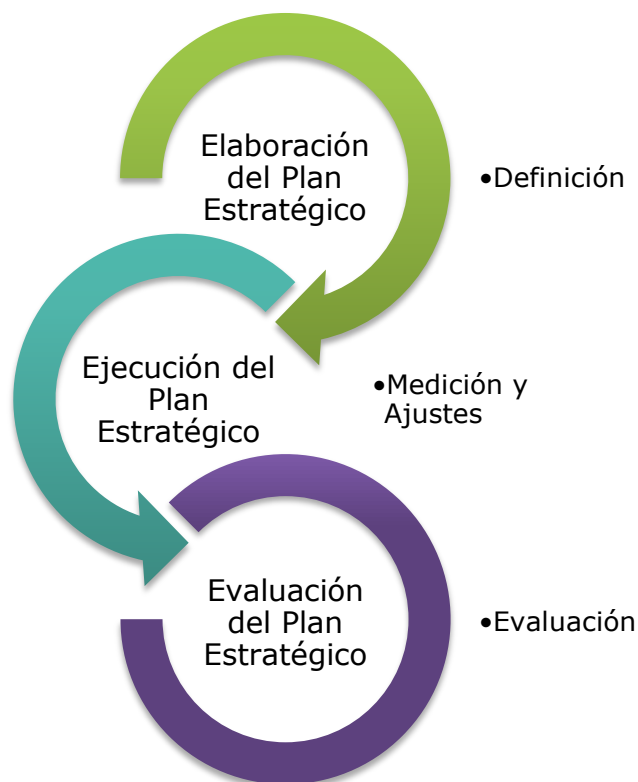 Elaboración
del Plan
Estratégico
•Definición
Ejecución del
Plan
Estratégico
•Medición y
Ajustes
Evaluación
del Plan
Estratégico
•Evaluación